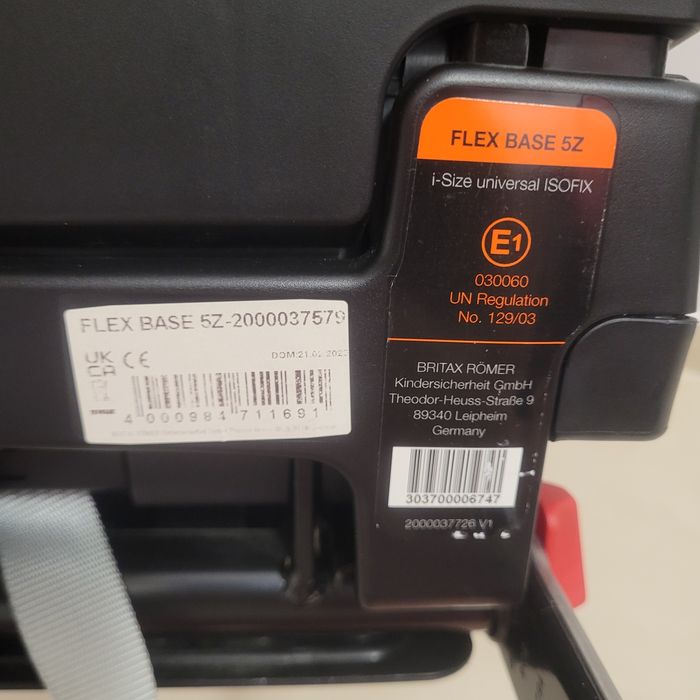 FLEX BASE 5Z
i-Size universal ISOFIX
E1
030060
UN Regulation
No. 129/03
BRITAX RÖMER
Kindersicherheit GmbH
Theodor-Heuss-Straße 9
89340 Leipheim
Germany
303700006747
2000037726 V1
FLEX BASE 5Z-2000037579
UK
CA
CE
4 000984 711691